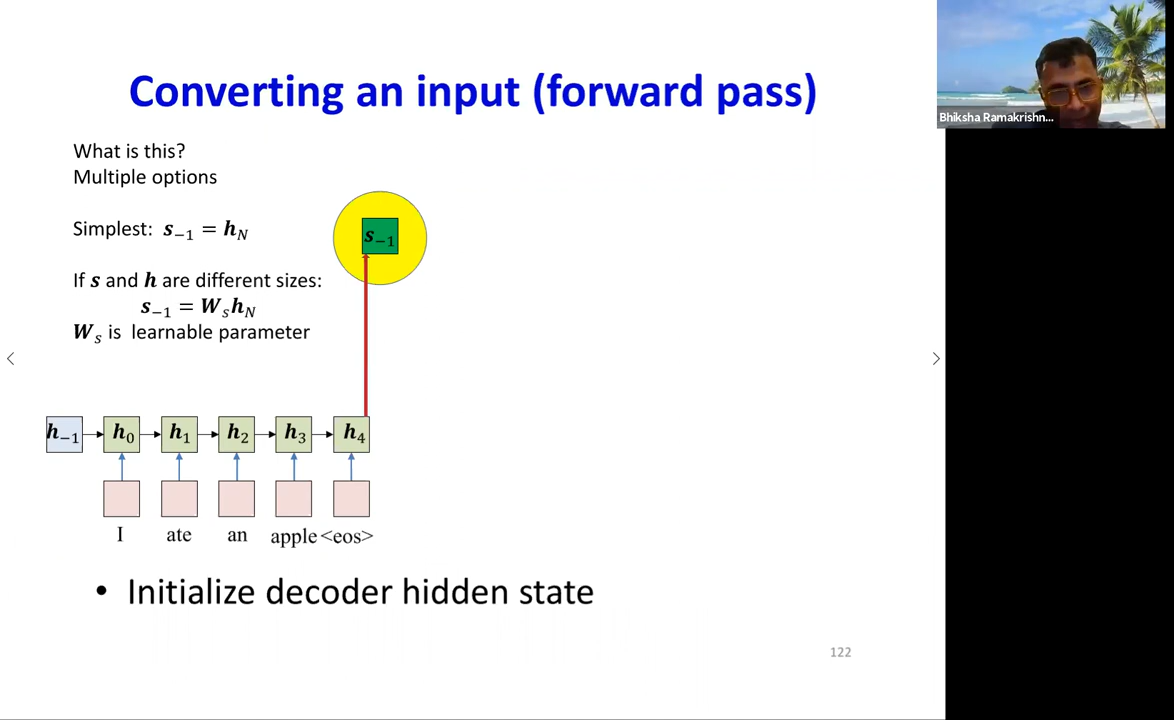 Converting an input (forward pass)
Bhiksha Ramakrishn...
What is this?
Multiple options
Simplest: s₋₁ = h_N
s₋₁
If s and h are different sizes:
s₋₁ = W_s h_N
W_s is learnable parameter
h₋₁ h₀ h₁ h₂ h₃ h₄
I ate an apple <eos>
• Initialize decoder hidden state
122